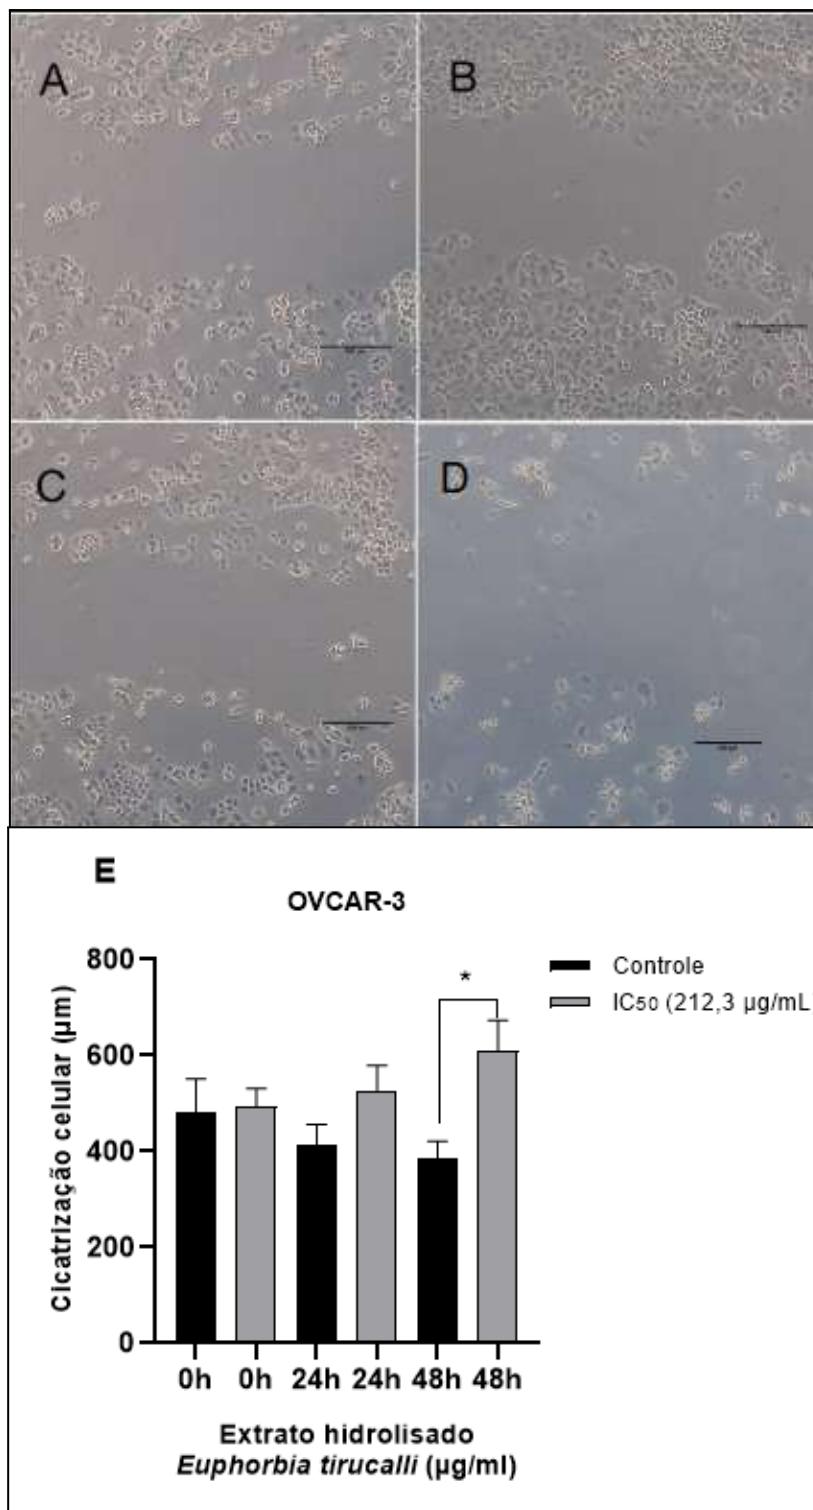 A
B
C
D
E
OVCAR-3
800
600
400
200
0
Cicatrização celular (µm)
*
Controle
IC50 (212,3 µg/mL
0h 0h 24h 24h 48h 48h
Extrato hidrolisado
Euphorbia tirucalli (µg/ml)